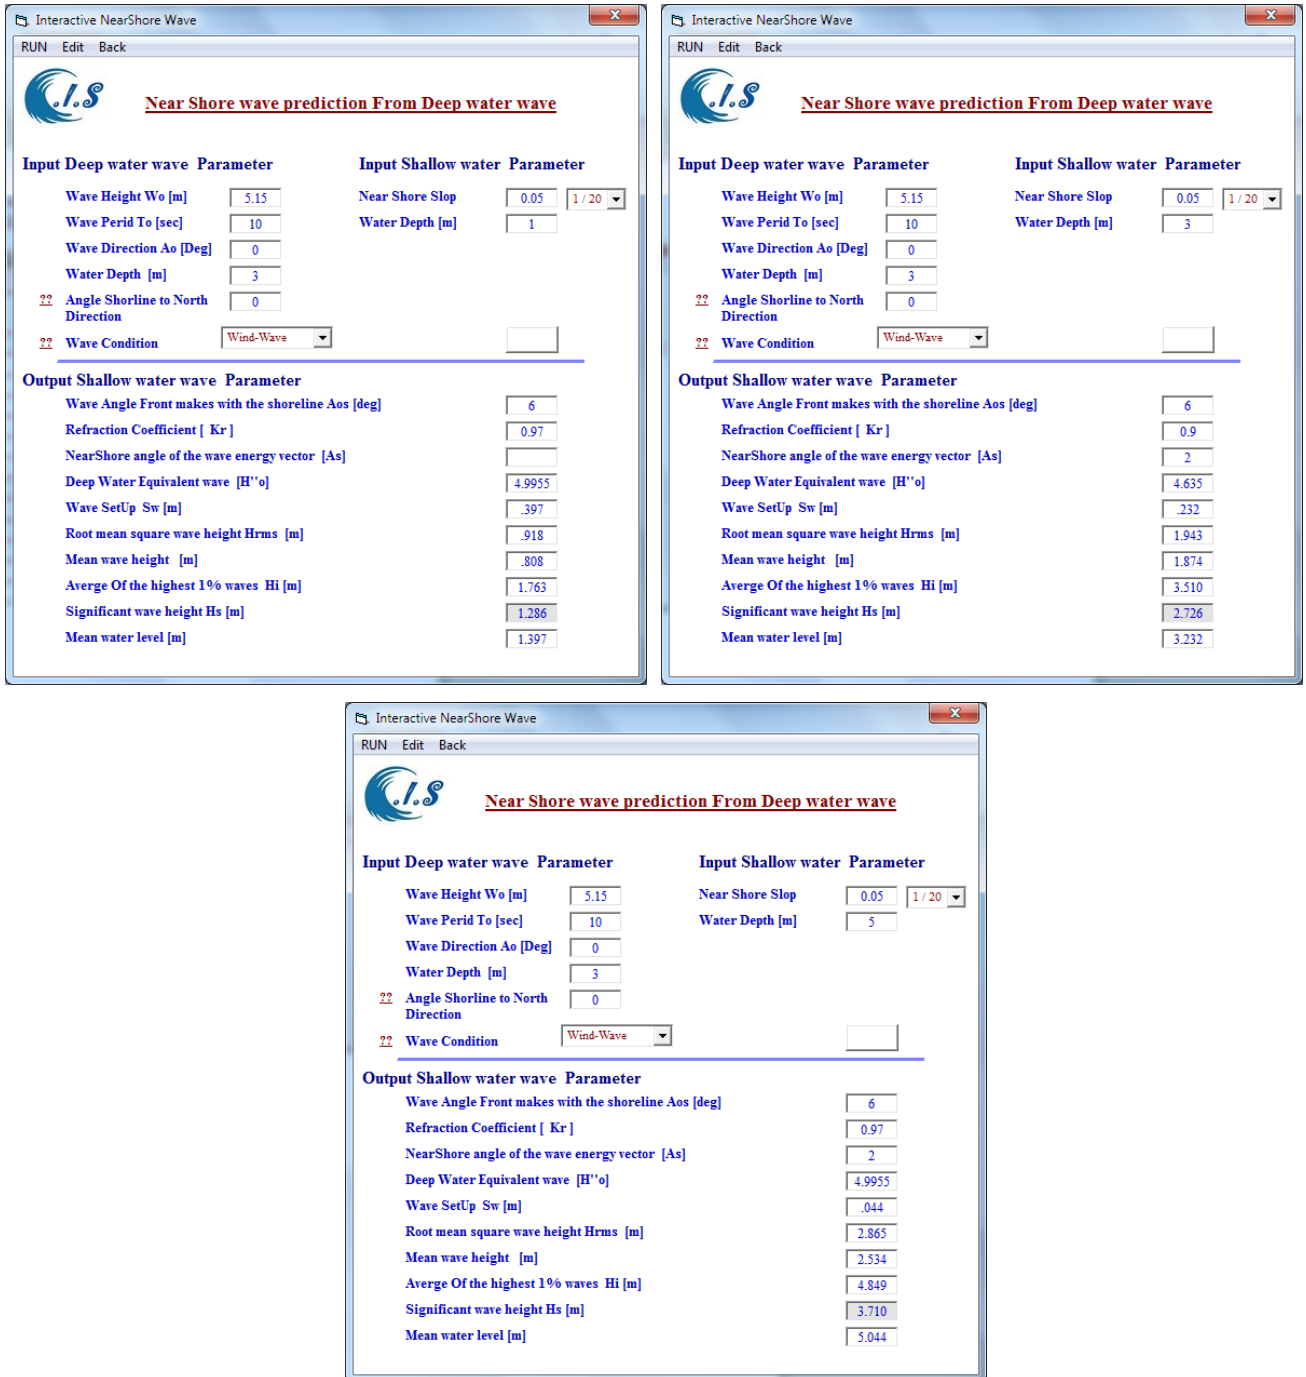 Interactive NearShore Wave
RUN Edit Back
C.I.S
Near Shore wave prediction From Deep water wave
Input Deep water wave Parameter Input Shallow water Parameter
Wave Height Wo [m] 5.15 Near Shore Slop 0.05 1 / 20
Wave Perid To [sec] 10 Water Depth [m] 1
Wave Direction Ao [Deg] 0
Water Depth [m] 3
?? Angle Shorline to North 0
Direction
?? Wave Condition Wind-Wave
Output Shallow water wave Parameter
Wave Angle Front makes with the shoreline Aos [deg] 6
Refraction Coefficient [ Kr ] 0.97
NearShore angle of the wave energy vector [As]
Deep Water Equivalent wave [H''o] 4.9955
Wave SetUp Sw [m] .397
Root mean square wave height Hrms [m] .918
Mean wave height [m] .808
Averge Of the highest 1% waves Hi [m] 1.763
Significant wave height Hs [m] 1.286
Mean water level [m] 1.397
Interactive NearShore Wave
RUN Edit Back
C.I.S
Near Shore wave prediction From Deep water wave
Input Deep water wave Parameter Input Shallow water Parameter
Wave Height Wo [m] 5.15 Near Shore Slop 0.05 1 / 20
Wave Perid To [sec] 10 Water Depth [m] 3
Wave Direction Ao [Deg] 0
Water Depth [m] 3
?? Angle Shorline to North 0
Direction
?? Wave Condition Wind-Wave
Output Shallow water wave Parameter
Wave Angle Front makes with the shoreline Aos [deg] 6
Refraction Coefficient [ Kr ] 0.9
NearShore angle of the wave energy vector [As] 2
Deep Water Equivalent wave [H''o] 4.635
Wave SetUp Sw [m] .232
Root mean square wave height Hrms [m] 1.943
Mean wave height [m] 1.874
Averge Of the highest 1% waves Hi [m] 3.510
Significant wave height Hs [m] 2.726
Mean water level [m] 3.232
Interactive NearShore Wave
RUN Edit Back
C.I.S
Near Shore wave prediction From Deep water wave
Input Deep water wave Parameter Input Shallow water Parameter
Wave Height Wo [m] 5.15 Near Shore Slop 0.05 1 / 20
Wave Perid To [sec] 10 Water Depth [m] 5
Wave Direction Ao [Deg] 0
Water Depth [m] 3
?? Angle Shorline to North 0
Direction
?? Wave Condition Wind-Wave
Output Shallow water wave Parameter
Wave Angle Front makes with the shoreline Aos [deg] 6
Refraction Coefficient [ Kr ] 0.97
NearShore angle of the wave energy vector [As] 2
Deep Water Equivalent wave [H''o] 4.9955
Wave SetUp Sw [m] .044
Root mean square wave height Hrms [m] 2.865
Mean wave height [m] 2.534
Averge Of the highest 1% waves Hi [m] 4.849
Significant wave height Hs [m] 3.710
Mean water level [m] 5.044